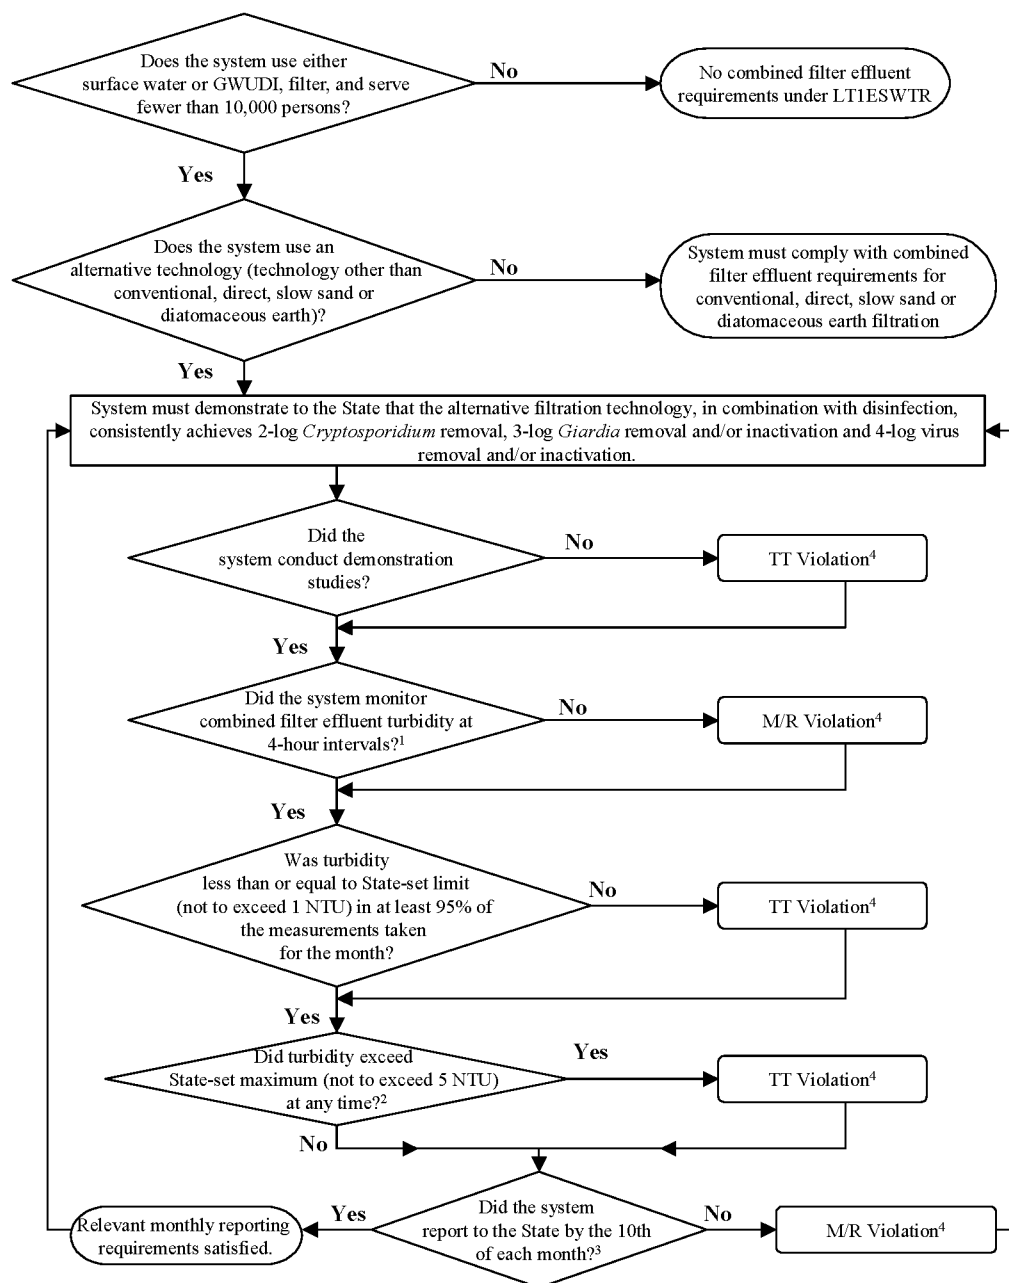 Does the system use either
surface water or GWUDI, filter, and serve
fewer than 10,000 persons?
No
No combined filter effluent
requirements under LT1ESWTR
Yes
Does the system use an
alternative technology (technology other than
conventional, direct, slow sand or
diatomaceous earth)?
No
System must comply with combined
filter effluent requirements for
conventional, direct, slow sand or
diatomaceous earth filtration
Yes
System must demonstrate to the State that the alternative filtration technology, in combination with disinfection,
consistently achieves 2-log Cryptosporidium removal, 3-log Giardia removal and/or inactivation and 4-log virus
removal and/or inactivation.
Did the
system conduct demonstration
studies?
No
TT Violation⁴
Yes
Did the system monitor
combined filter effluent turbidity at
4-hour intervals?¹
No
M/R Violation⁴
Yes
Was turbidity
less than or equal to State-set limit
(not to exceed 1 NTU) in at least 95% of
the measurements taken
for the month?
No
TT Violation⁴
Yes
Did turbidity exceed
State-set maximum (not to exceed 5 NTU)
at any time?²
Yes
TT Violation⁴
No
Did the system
report to the State by the 10th
of each month?³
Yes
Relevant monthly reporting
requirements satisfied.
No
M/R Violation⁴